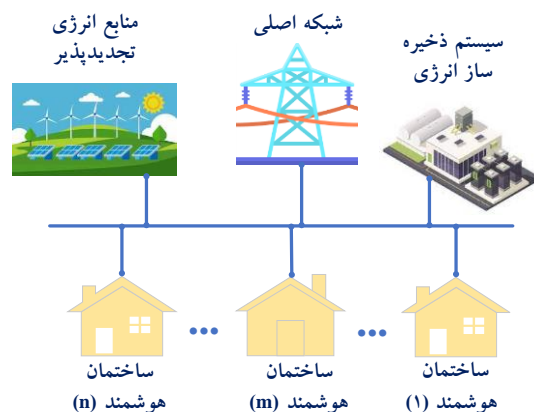 سیستم ذخیره
ساز انرژی
شبکه اصلی
منابع انرژی
تجدیدپذیر
ساختمان
هوشمند (۱)
ساختمان
هوشمند (m)
ساختمان
هوشمند (n)